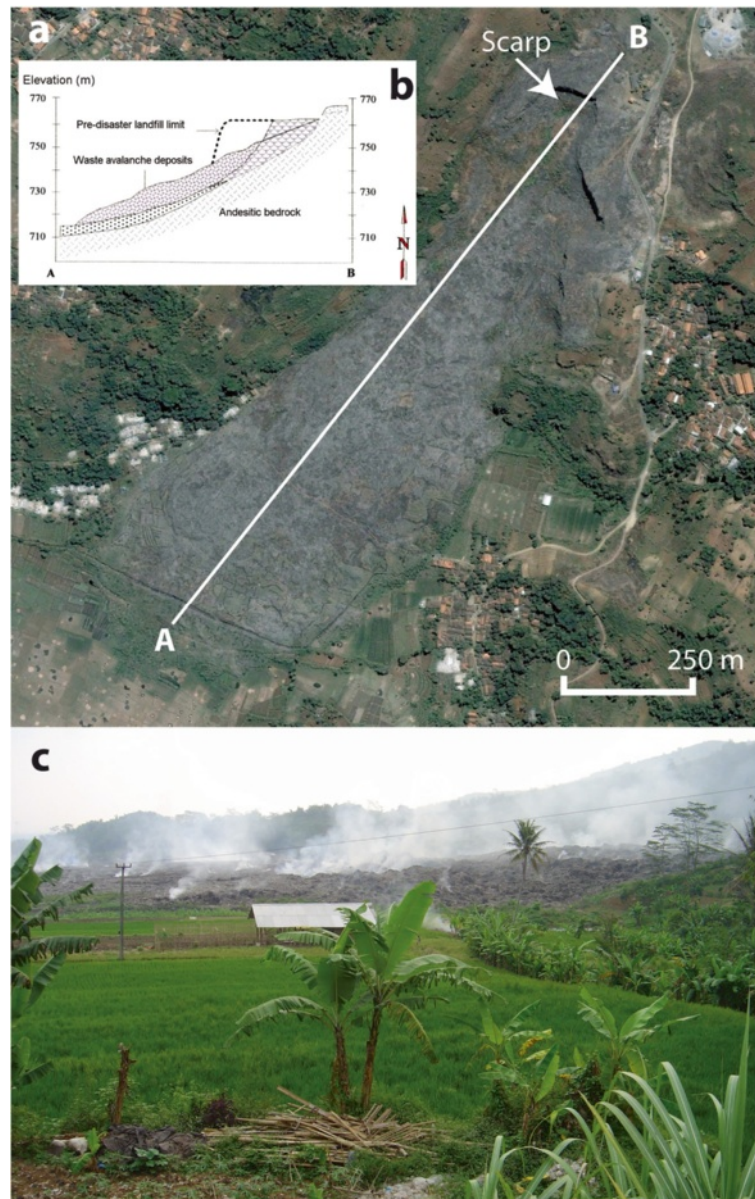 a
Scarp
B
b
Elevation (m)
770
770
Pre-disaster landfill limit
750
750
Waste avalanche deposits
730
730
Andesitic bedrock
710
710
N
A
B
A
0
250 m
c